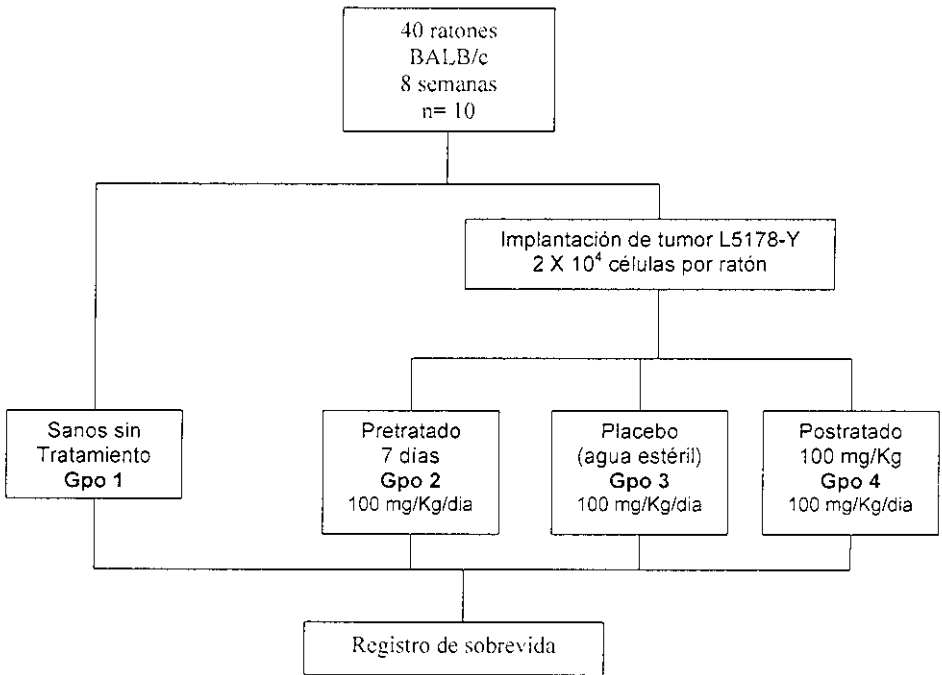 40 ratones
BALB/c
8 semanas
n= 10
Implantación de tumor L5178-Y
2 X 10⁴ células por ratón
Sanos sin
Tratamiento
Gpo 1
Pretratado
7 días
Gpo 2
100 mg/Kg/dia
Placebo
(agua estéril)
Gpo 3
100 mg/Kg/dia
Postratado
100 mg/Kg
Gpo 4
100 mg/Kg/dia
Registro de sobrevida